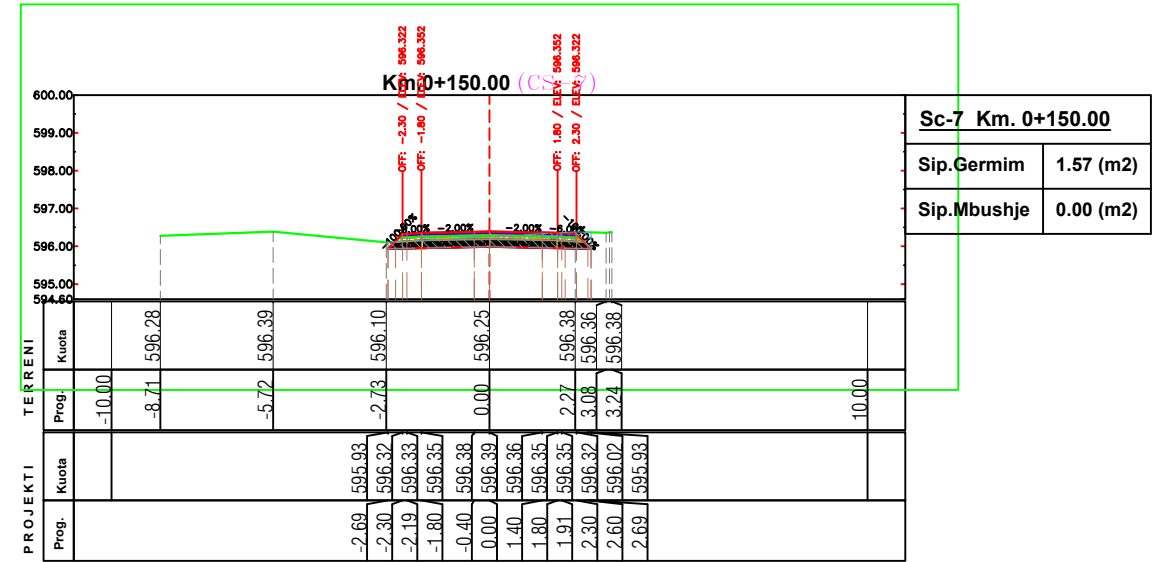 OFF: -2.30 / ELEV: 596.322
OFF: -1.80 / ELEV: 596.352
OFF: 1.80 / ELEV: 596.352
OFF: 2.30 / ELEV: 596.322
Km 0+150.00
600.00
599.00
598.00
597.00
596.00
595.00
594.60
-2.00%
-2.00%
-6.00%
Sc-7 Km. 0+150.00
Sip.Germim 1.57 (m2)
Sip.Mbushje 0.00 (m2)
TERRENI
Kuota
596.28 596.39 596.10 596.25 596.38 596.36 596.38
Prog.
-10.00 -8.71 -5.72 -2.73 0.00 2.27 3.08 3.24 10.00
PROJEKTI
Kuota
595.93 596.32 596.33 596.35 596.38 596.39 596.36 596.35 596.35 596.32 596.02 595.93
Prog.
-2.69 -2.30 -2.19 -1.80 -0.40 0.00 1.40 1.80 1.91 2.30 2.60 2.69